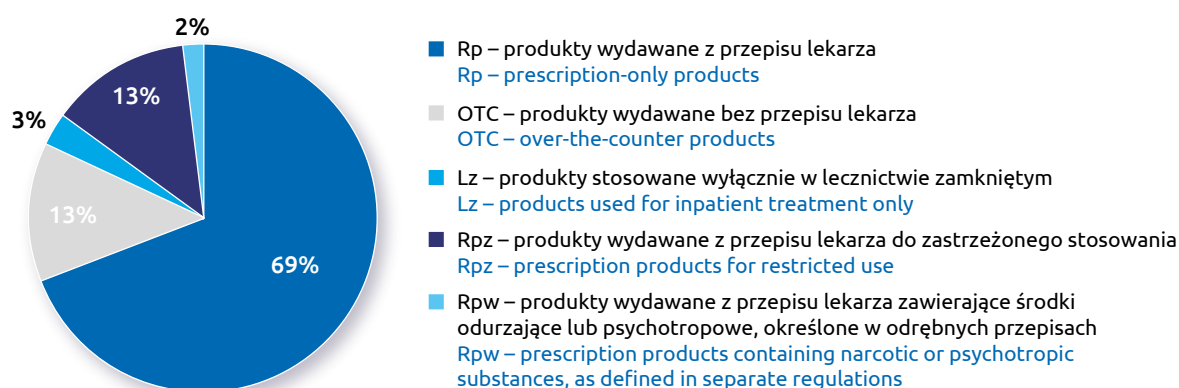 2%
13%
3%
13%
69%
Rp – produkty wydawane z przepisu lekarza
Rp – prescription-only products
OTC – produkty wydawane bez przepisu lekarza
OTC – over-the-counter products
Lz – produkty stosowane wyłącznie w lecznictwie zamkniętym
Lz – products used for inpatient treatment only
Rpz – produkty wydawane z przepisu lekarza do zastrzeżonego stosowania
Rpz – prescription products for restricted use
Rpw – produkty wydawane z przepisu lekarza zawierające środki
odurzające lub psychotropowe, określone w odrębnych przepisach
Rpw – prescription products containing narcotic or psychotropic
substances, as defined in separate regulations